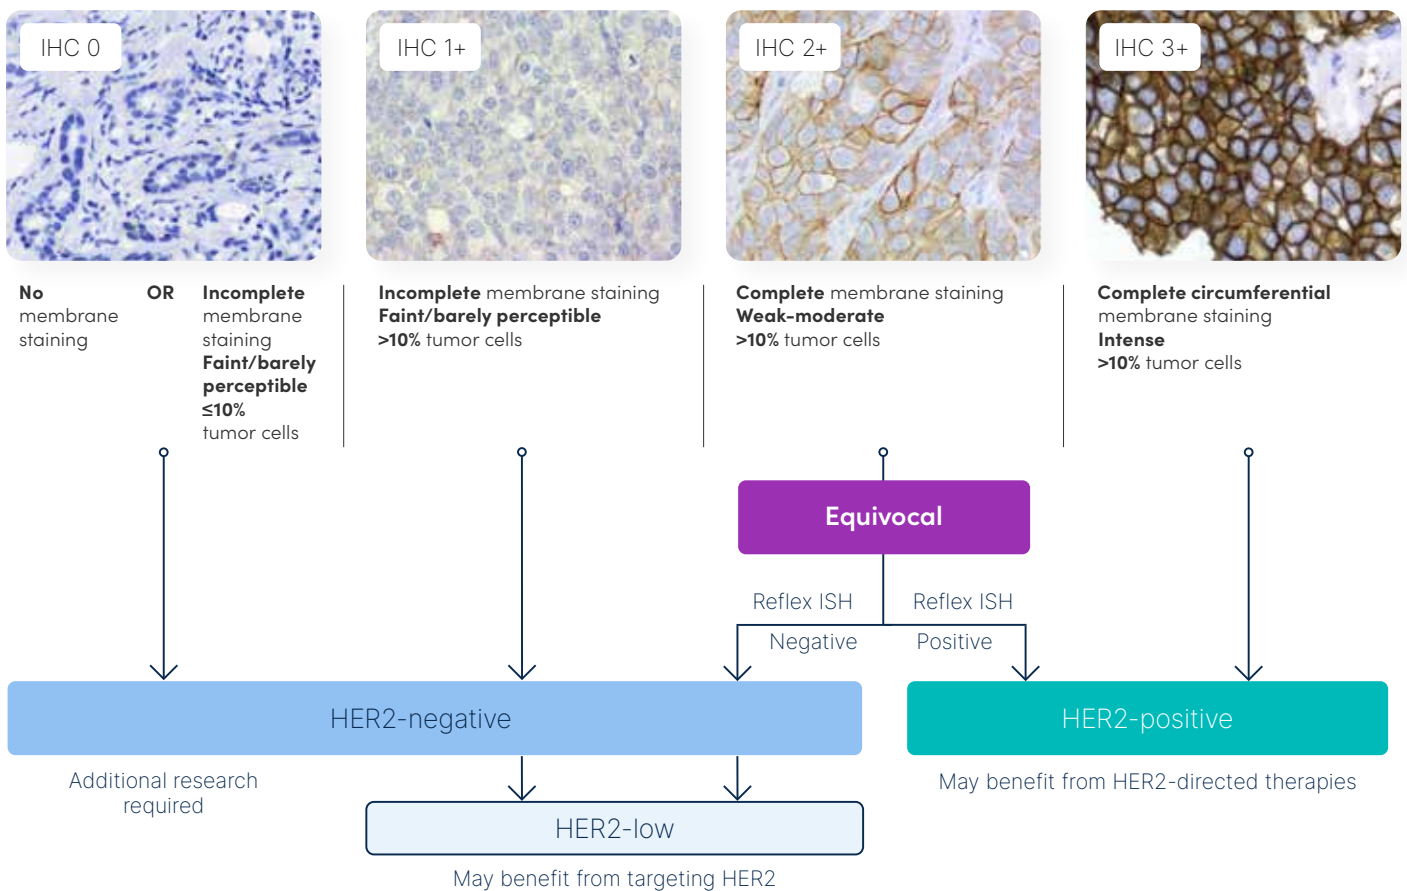 IHC 0
IHC 1+
IHC 2+
IHC 3+
No
membrane
staining
OR
Incomplete
membrane
staining
Faint/barely
perceptible
≤10%
tumor cells
Incomplete membrane staining
Faint/barely perceptible
>10% tumor cells
Complete membrane staining
Weak-moderate
>10% tumor cells
Complete circumferential
membrane staining
Intense
>10% tumor cells
Equivocal
Reflex ISH
Negative
Reflex ISH
Positive
HER2-negative
HER2-positive
Additional research
required
May benefit from HER2-directed therapies
HER2-low
May benefit from targeting HER2